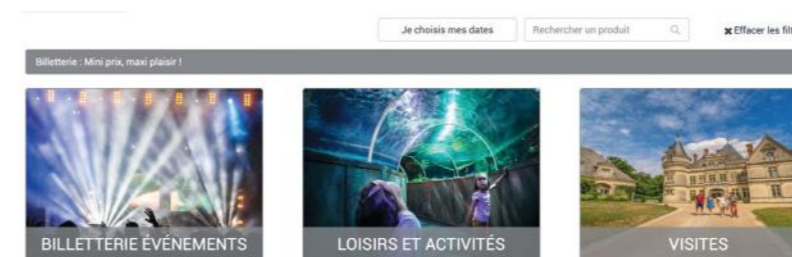 Je choisis mes dates
Rechercher un produit
✖ Effacer les filt
Billetterie : Mini prix, maxi plaisir !
BILLETTERIE ÉVÉNEMENTS
LOISIRS ET ACTIVITÉS
VISITES